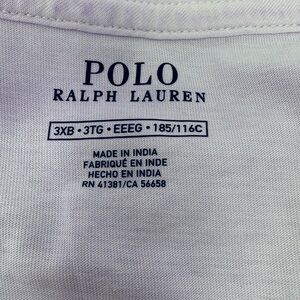 POLO
RALPH LAUREN
3XB • 3TG • EEEG • 185/116C
MADE IN INDIA
FABRIQUÉ EN INDE
HECHO EN INDIA
RN 41381/CA 56658